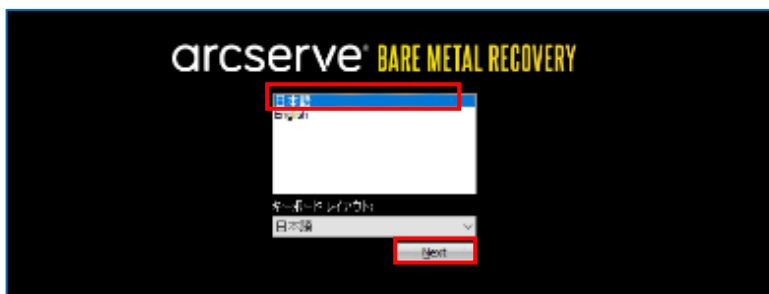 arcserve® BARE METAL RECOVERY
日本語
English
キーボード レイアウト:
日本語
Next